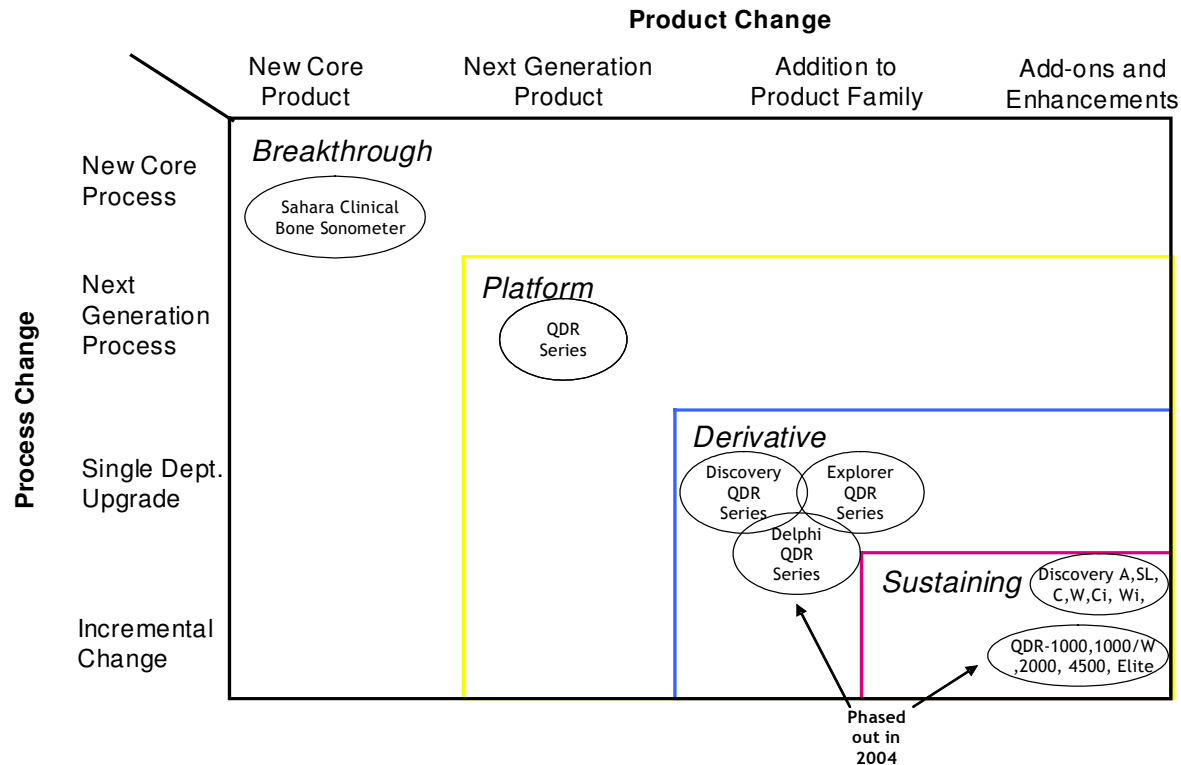 Product Change
New Core
Product
Next Generation
Product
Addition to
Product Family
Add-ons and
Enhancements
Process Change
New Core
Process
Breakthrough
Sahara Clinical
Bone Sonometer
Next
Generation
Process
Platform
QDR
Series
Single Dept.
Upgrade
Derivative
Discovery
QDR
Series
Explorer
QDR
Series
Delphi
QDR
Series
Incremental
Change
Sustaining
Discovery A,SL,
C,W,Ci, Wi,
QDR-1000,1000/W
,2000, 4500, Elite
Phased
out in
2004